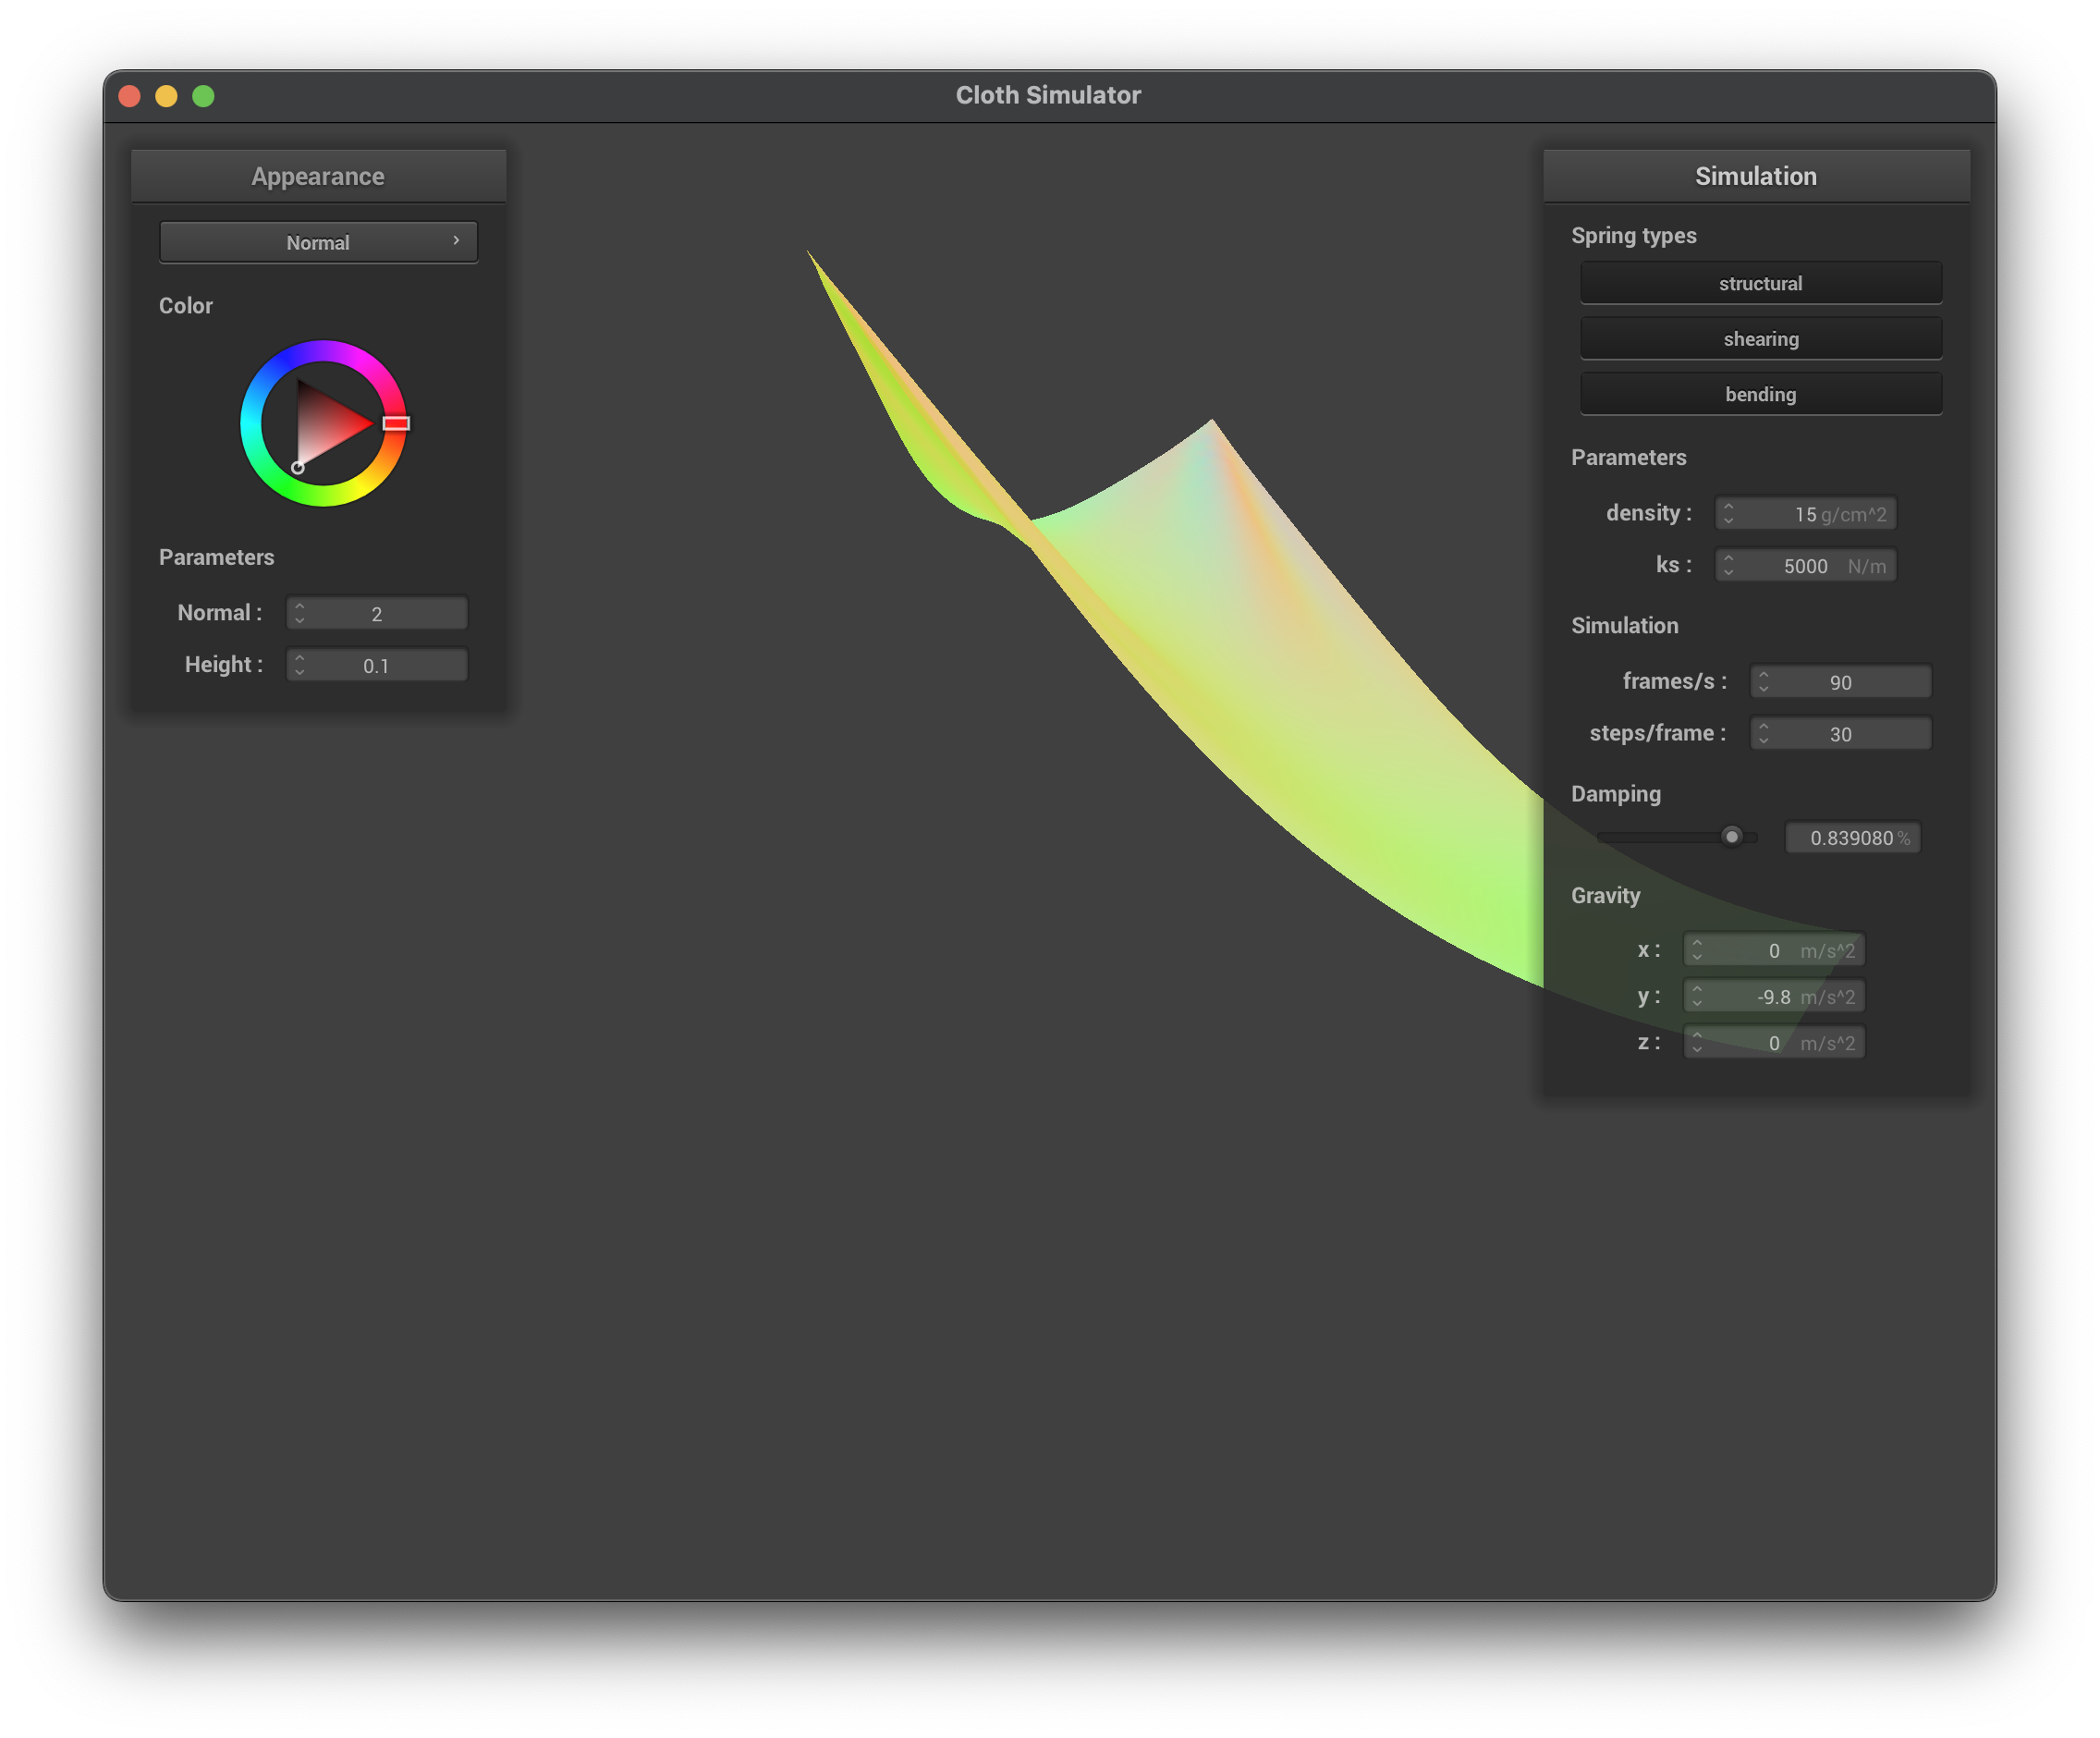 Cloth Simulator
Appearance
Normal
Color
Parameters
Normal : 2
Height : 0.1
Simulation
Spring types
structural
shearing
bending
Parameters
density : 15 g/cm^2
ks : 5000 N/m
Simulation
frames/s : 90
steps/frame : 30
Damping
0.839080 %
Gravity
x : 0 m/s^2
y : -9.8 m/s^2
z : 0 m/s^2